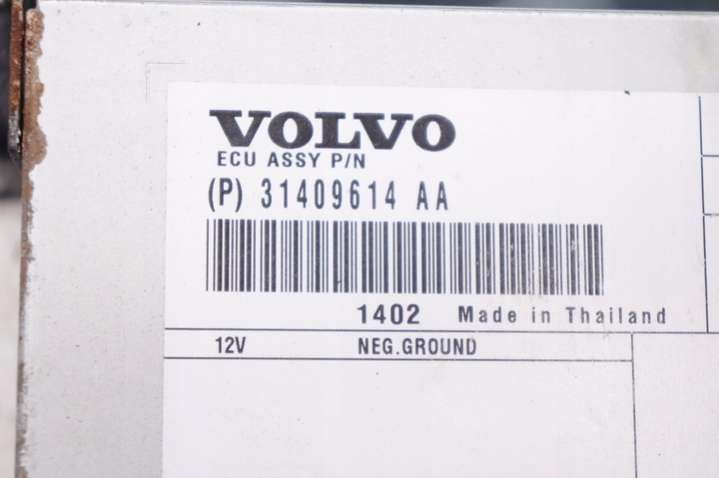 VOLVO
ECU ASSY P/N
(P) 31409614 AA
1402 Made in Thailand
12V NEG.GROUND